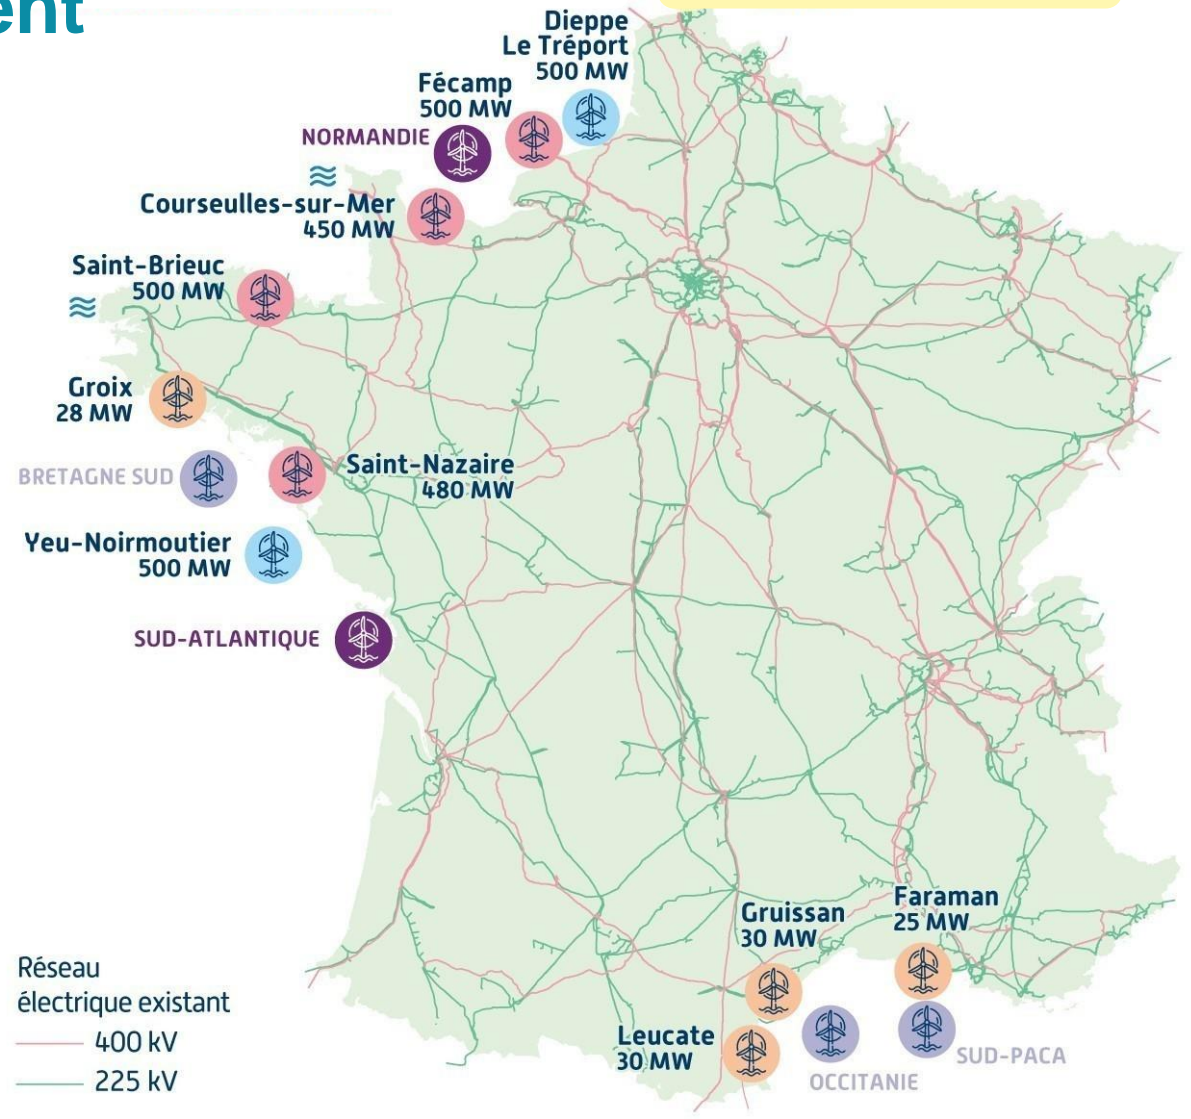 ent
Dieppe
Le Tréport
500 MW
Fécamp
500 MW
NORMANDIE
Courseulles-sur-Mer
450 MW
Saint-Brieuc
500 MW
Groix
28 MW
BRETAGNE SUD
Saint-Nazaire
480 MW
Yeu-Noirmoutier
500 MW
SUD-ATLANTIQUE
Faraman
25 MW
Gruissan
30 MW
Leucate
30 MW
SUD-PACA
OCCITANIE
Réseau
électrique existant
400 kV
225 kV